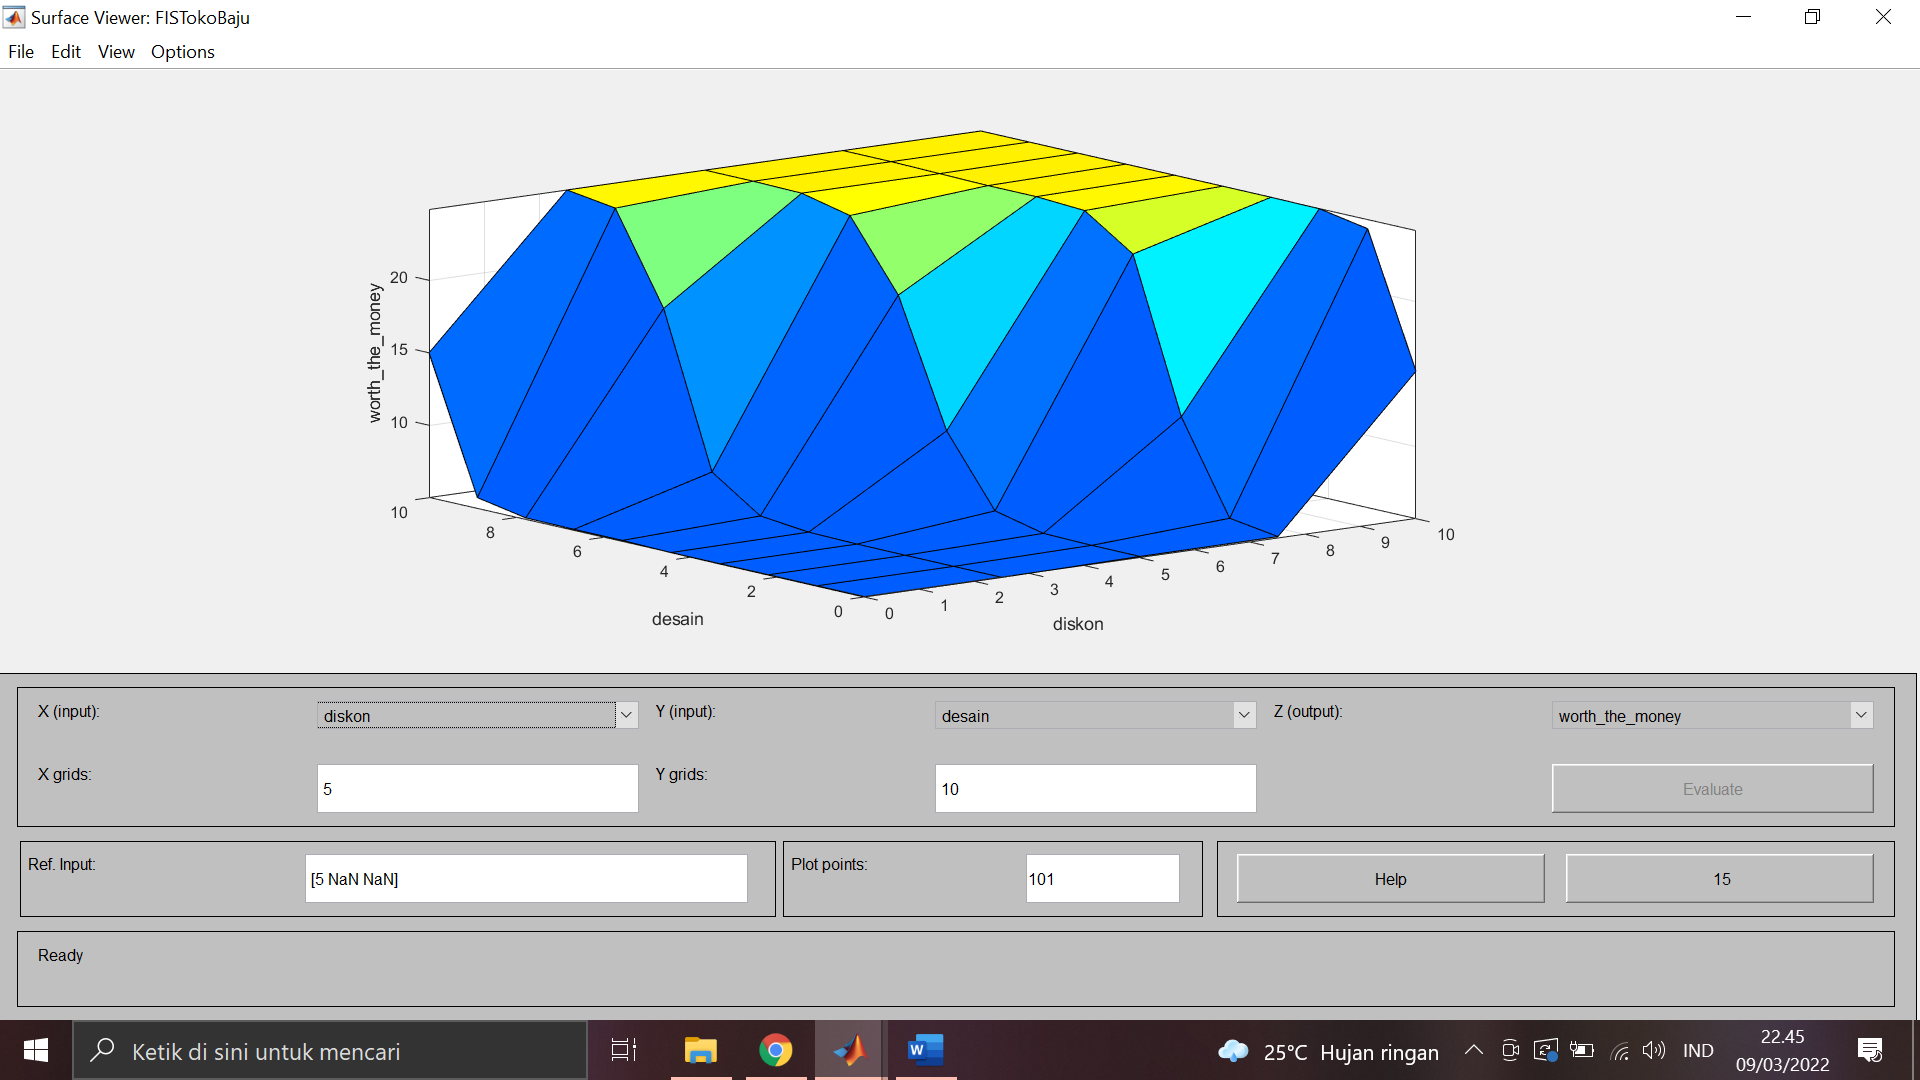 Surface Viewer: FISTokoBaju
File Edit View Options
worth_the_money
20
15
10
10
8
6
4
2
0
desain
0
1
2
3
4
5
6
7
8
9
10
diskon
X (input): diskon Y (input): desain Z (output): worth_the_money
X grids: 5 Y grids: 10 Evaluate
Ref. Input: [5 NaN NaN] Plot points: 101 Help 15
Ready
Ketik di sini untuk mencari
W
25°C Hujan ringan
IND
22.45
09/03/2022